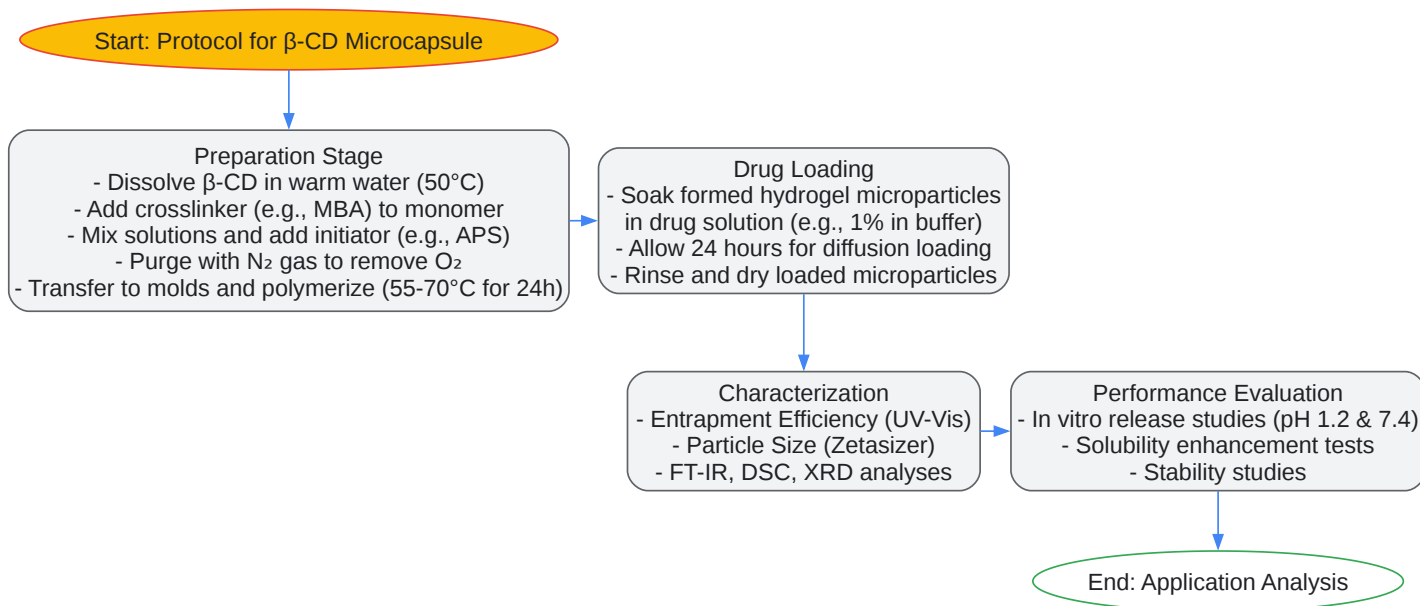 Start: Protocol for β-CD Microcapsule
Preparation Stage
- Dissolve β-CD in warm water (50°C)
- Add crosslinker (e.g., MBA) to monomer
- Mix solutions and add initiator (e.g., APS)
- Purge with N₂ gas to remove O₂
- Transfer to molds and polymerize (55-70°C for 24h)
Drug Loading
- Soak formed hydrogel microparticles
in drug solution (e.g., 1% in buffer)
- Allow 24 hours for diffusion loading
- Rinse and dry loaded microparticles
Characterization
- Entrapment Efficiency (UV-Vis)
- Particle Size (Zetasizer)
- FT-IR, DSC, XRD analyses
Performance Evaluation
- In vitro release studies (pH 1.2 & 7.4)
- Solubility enhancement tests
- Stability studies
End: Application Analysis